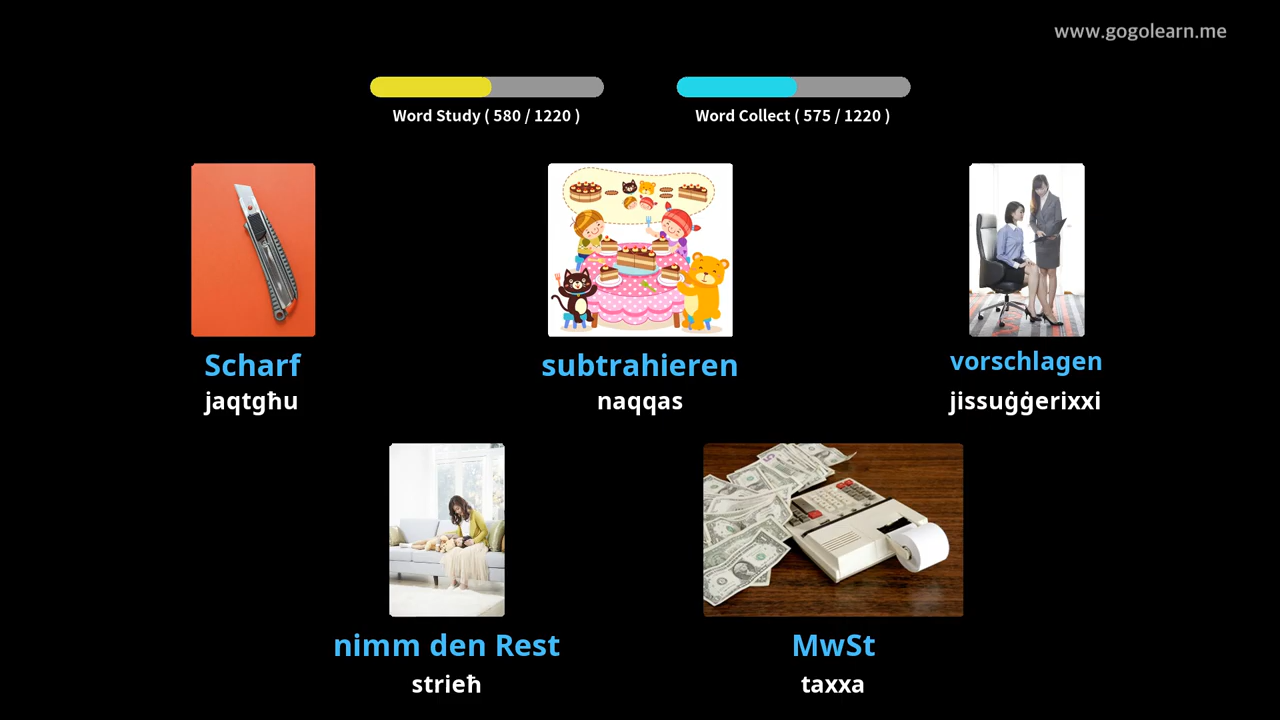 www.gogolearn.me
Word Study ( 580 / 1220 )
Word Collect ( 575 / 1220 )
Scharf
jaqtgħu
subtrahieren
naqqas
vorschlagen
jissuġġerixxi
nimm den Rest
strieħ
MwSt
taxxa